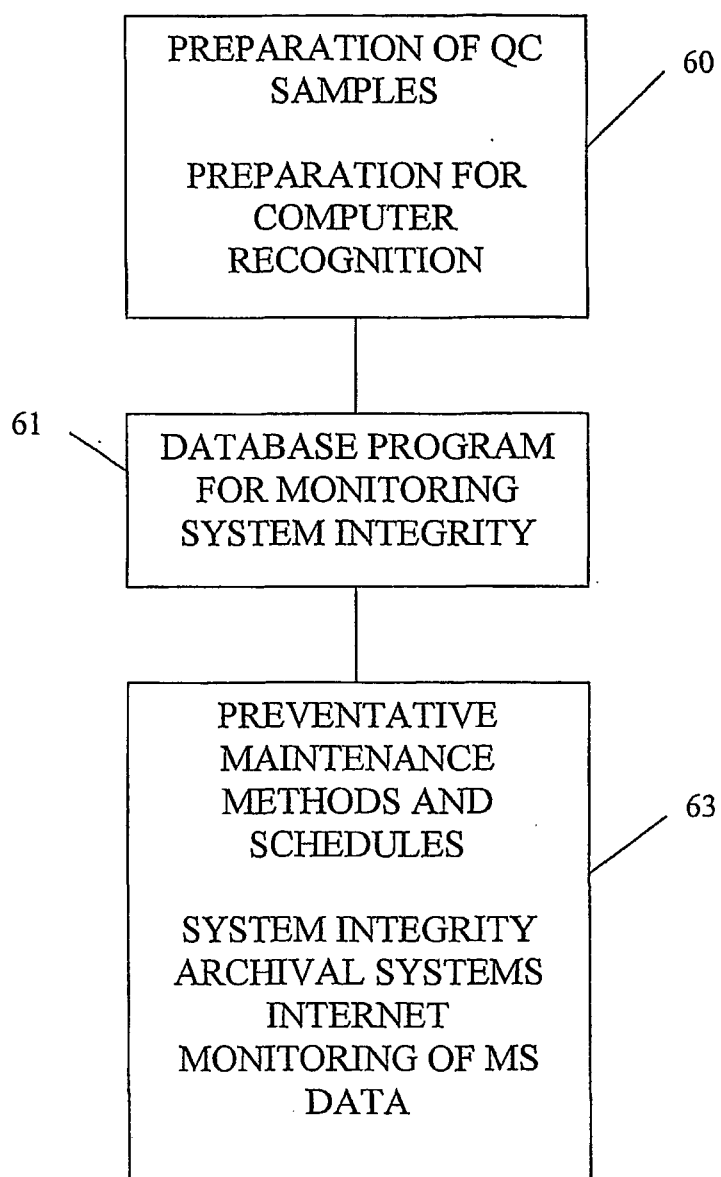 PREPARATION OF QC
SAMPLES
PREPARATION FOR
COMPUTER
RECOGNITION
60
61
DATABASE PROGRAM
FOR MONITORING
SYSTEM INTEGRITY
PREVENTATIVE
MAINTENANCE
METHODS AND
SCHEDULES
SYSTEM INTEGRITY
ARCHIVAL SYSTEMS
INTERNET
MONITORING OF MS
DATA
63